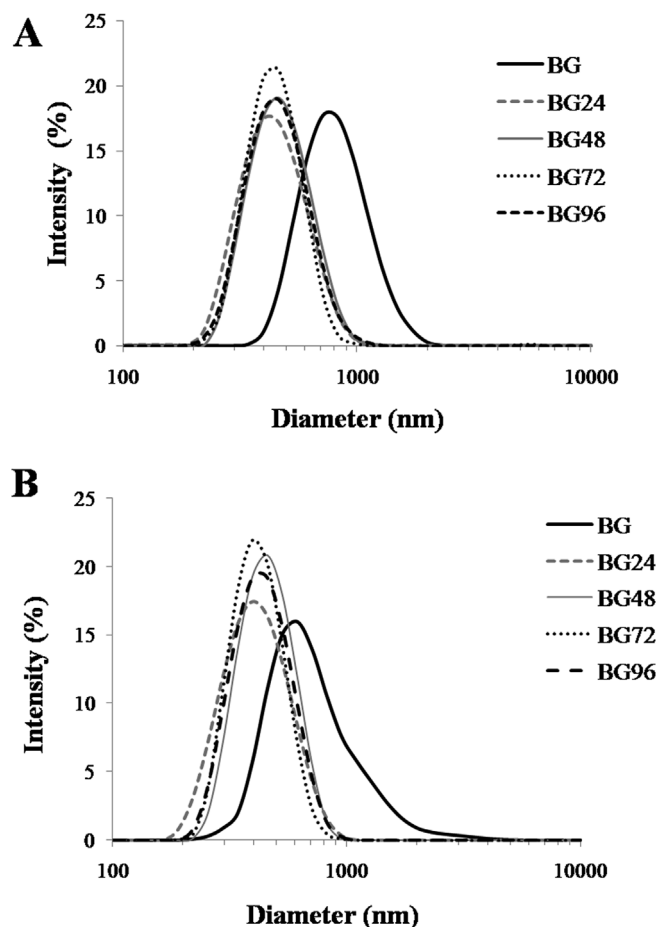 A
Intensity (%)
25
20
15
10
5
0
100
1000
10000
Diameter (nm)
BG
BG24
BG48
BG72
BG96
B
Intensity (%)
25
20
15
10
5
0
100
1000
10000
Diameter (nm)
BG
BG24
BG48
BG72
BG96